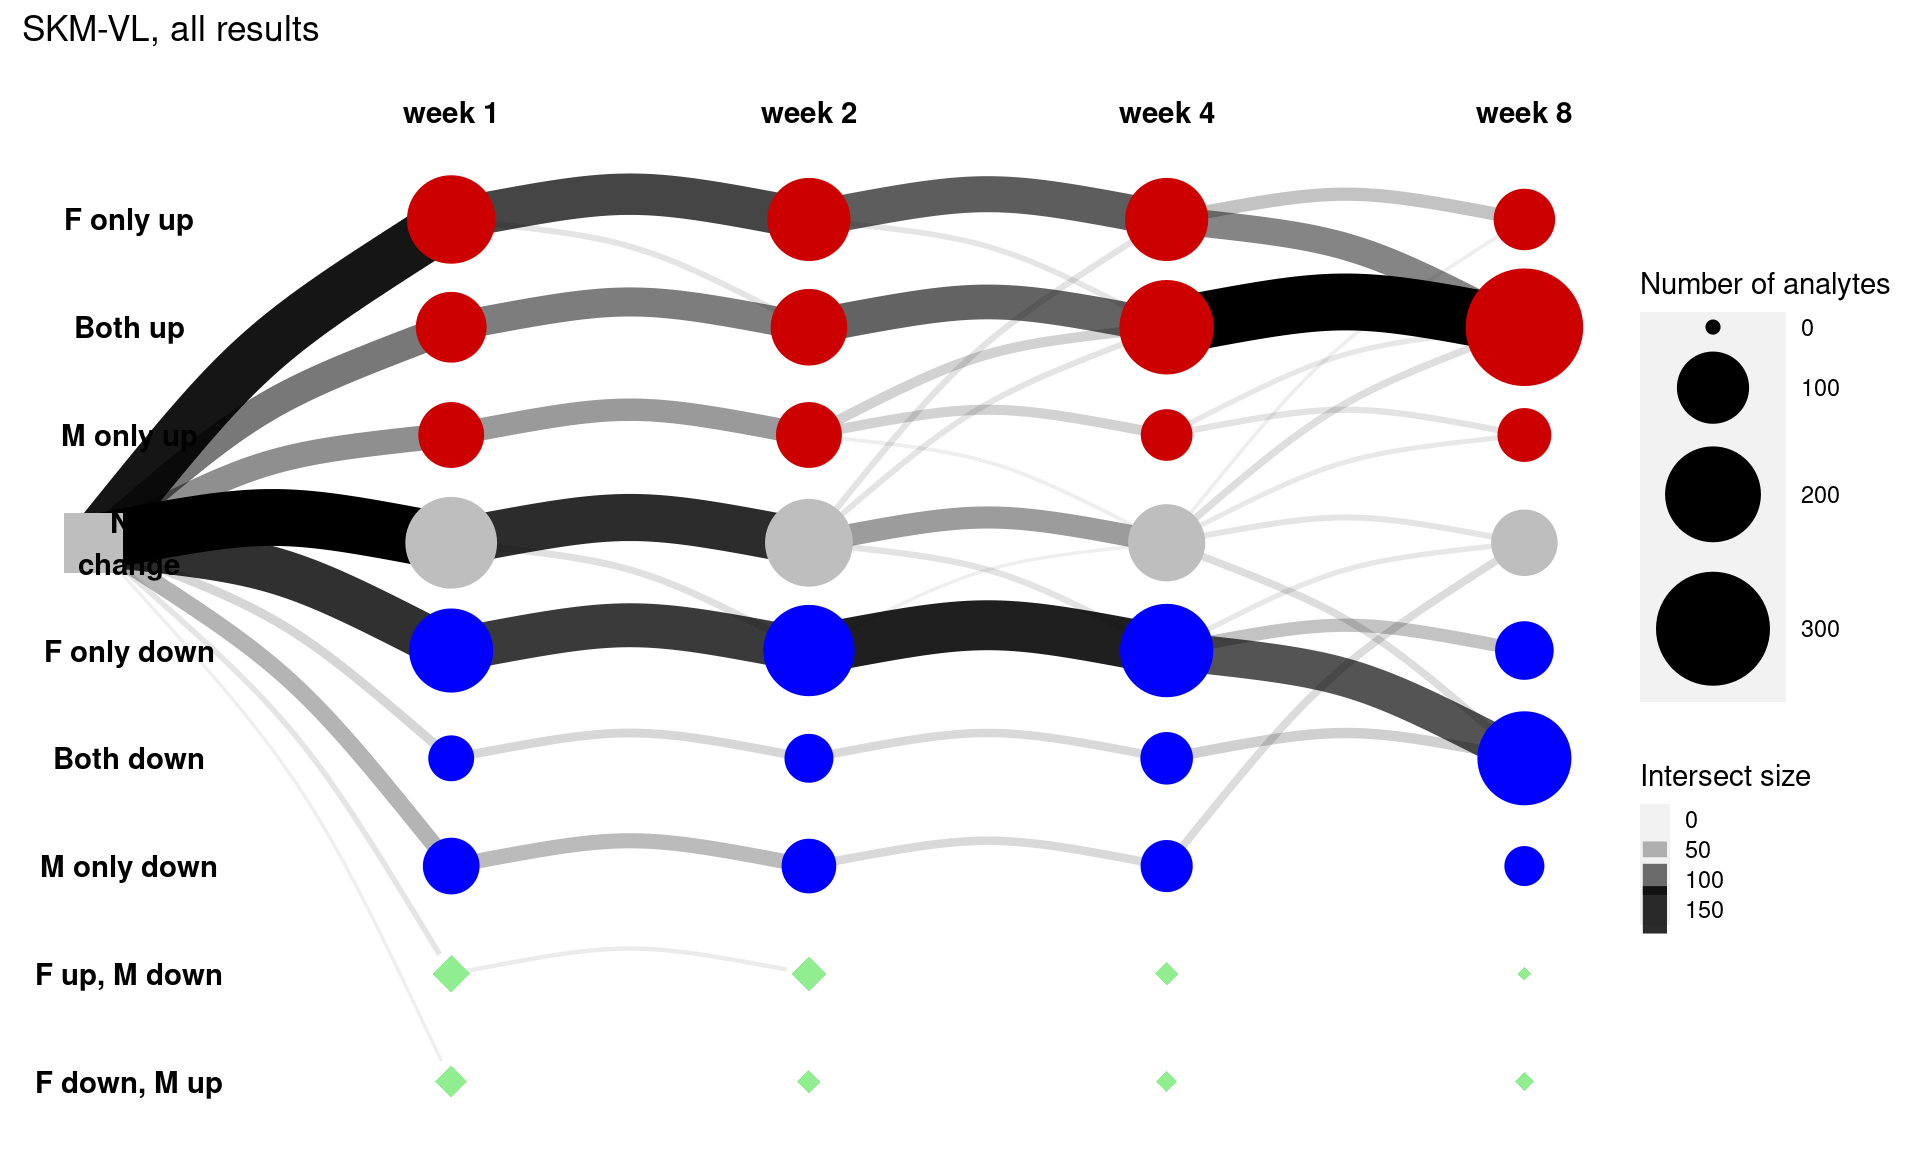 SKM-VL, all results
week 1
week 2
week 4
week 8
F only up
Both up
M only up
change
F only down
Both down
M only down
F up, M down
F down, M up
Number of analytes
0
100
200
300
Intersect size
0
50
100
150